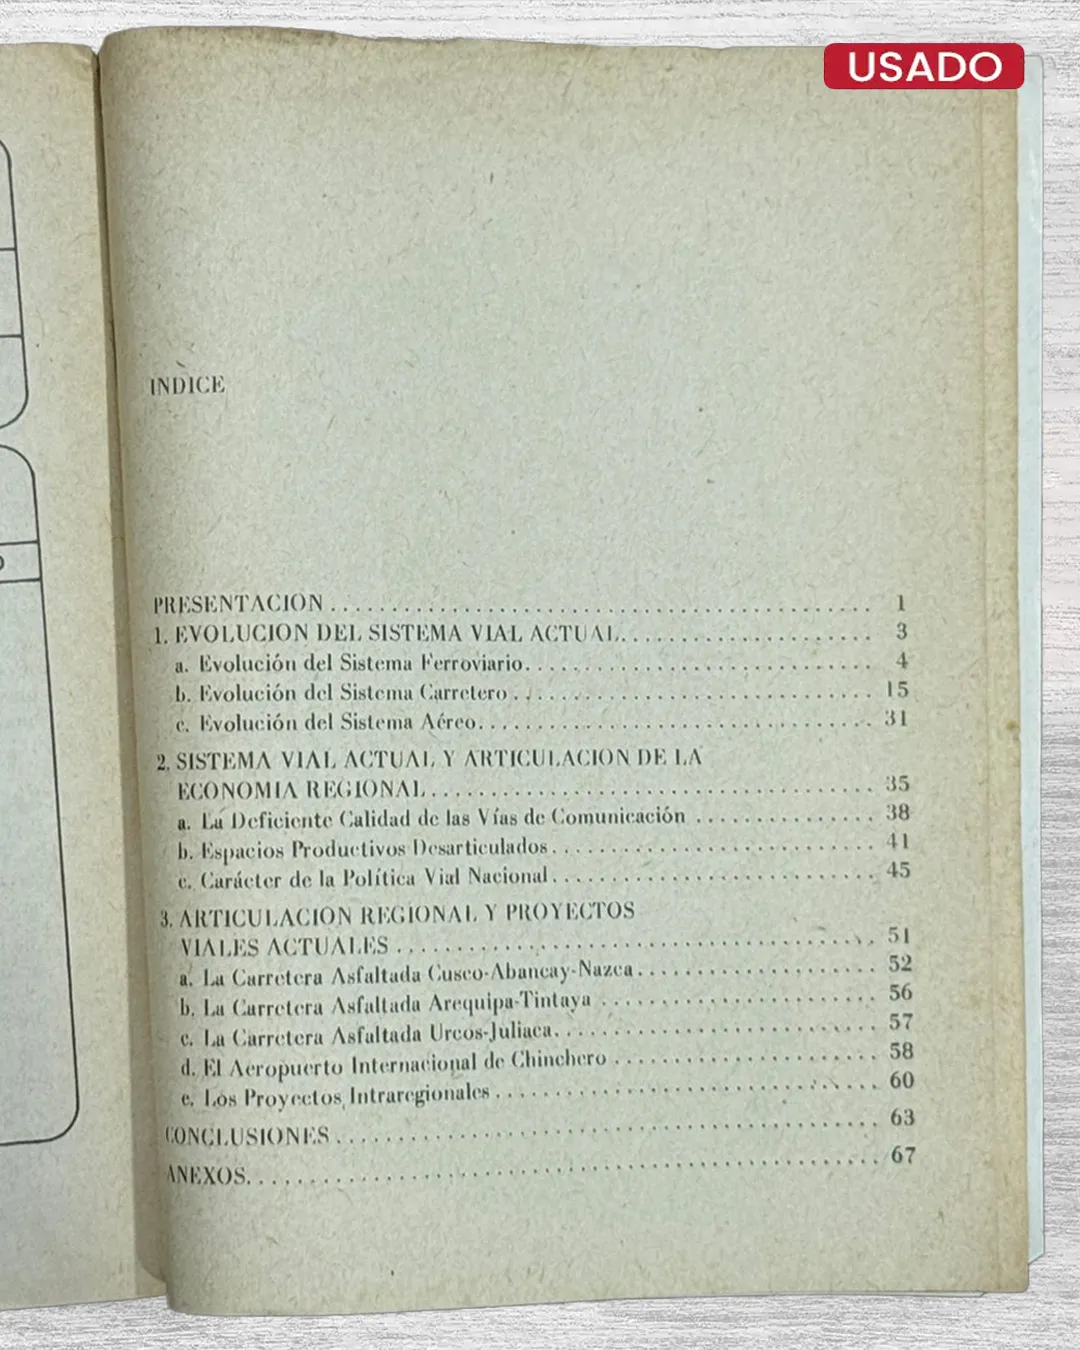 USADO
INDICE
PRESENTACION ........................................ 1
1. EVOLUCION DEL SISTEMA VIAL ACTUAL..................... 3
a. Evolución del Sistema Ferroviario............................ 4
b. Evolución del Sistema Carretero ............................. 15
c. Evolución del Sistema Aéreo................................. 31
2. SISTEMA VIAL ACTUAL Y ARTICULACION DE LA
ECONOMIA REGIONAL................................... 35
a. La Deficiente Calidad de las Vías de Comunicación ............... 38
b. Espacios Productivos Desarticulados........................... 41
c. Carácter de la Política Vial Nacional........................... 45
3. ARTICULACION REGIONAL Y PROYECTOS
VIALES ACTUALES ..................................... 51
a. La Carretera Asfaltada Cusco-Abancay-Nazca.................... 52
b. La Carretera Asfaltada Arequipa-Tintaya ....................... 56
c. La Carretera Asfaltada Urcos-Juliaca........................... 57
d. El Aeropuerto Internacional de Chinchero ...................... 58
e. Los Proyectos Intraregionales................................ 60
CONCLUSIONES ......................................... 63
ANEXOS................................................ 67